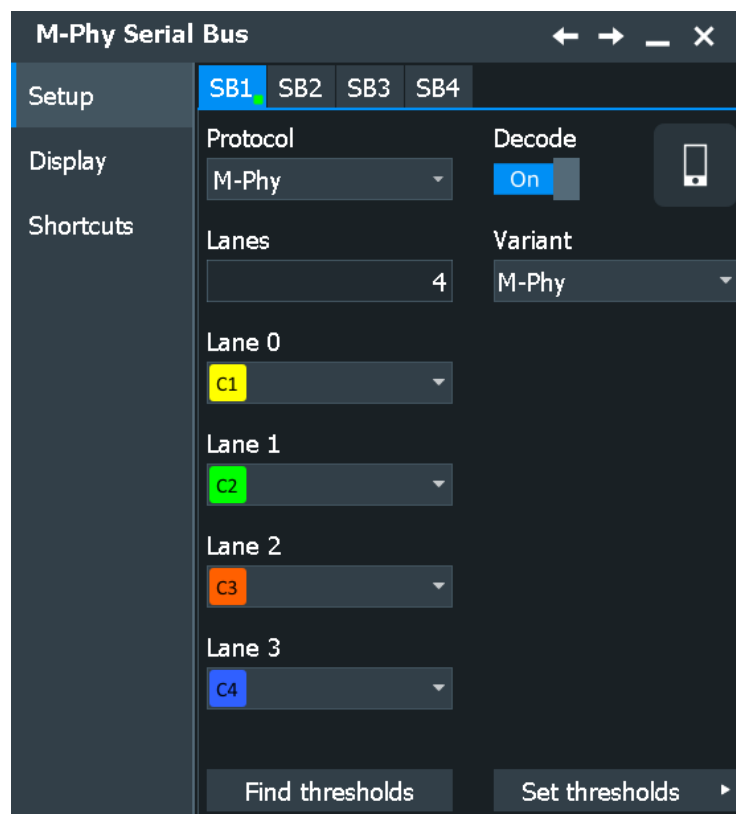 M-Phy Serial Bus
Setup
Display
Shortcuts
SB1 SB2 SB3 SB4
Protocol
M-Phy
Decode
On
Lanes
4
Variant
M-Phy
Lane 0
C1
Lane 1
C2
Lane 2
C3
Lane 3
C4
Find thresholds
Set thresholds